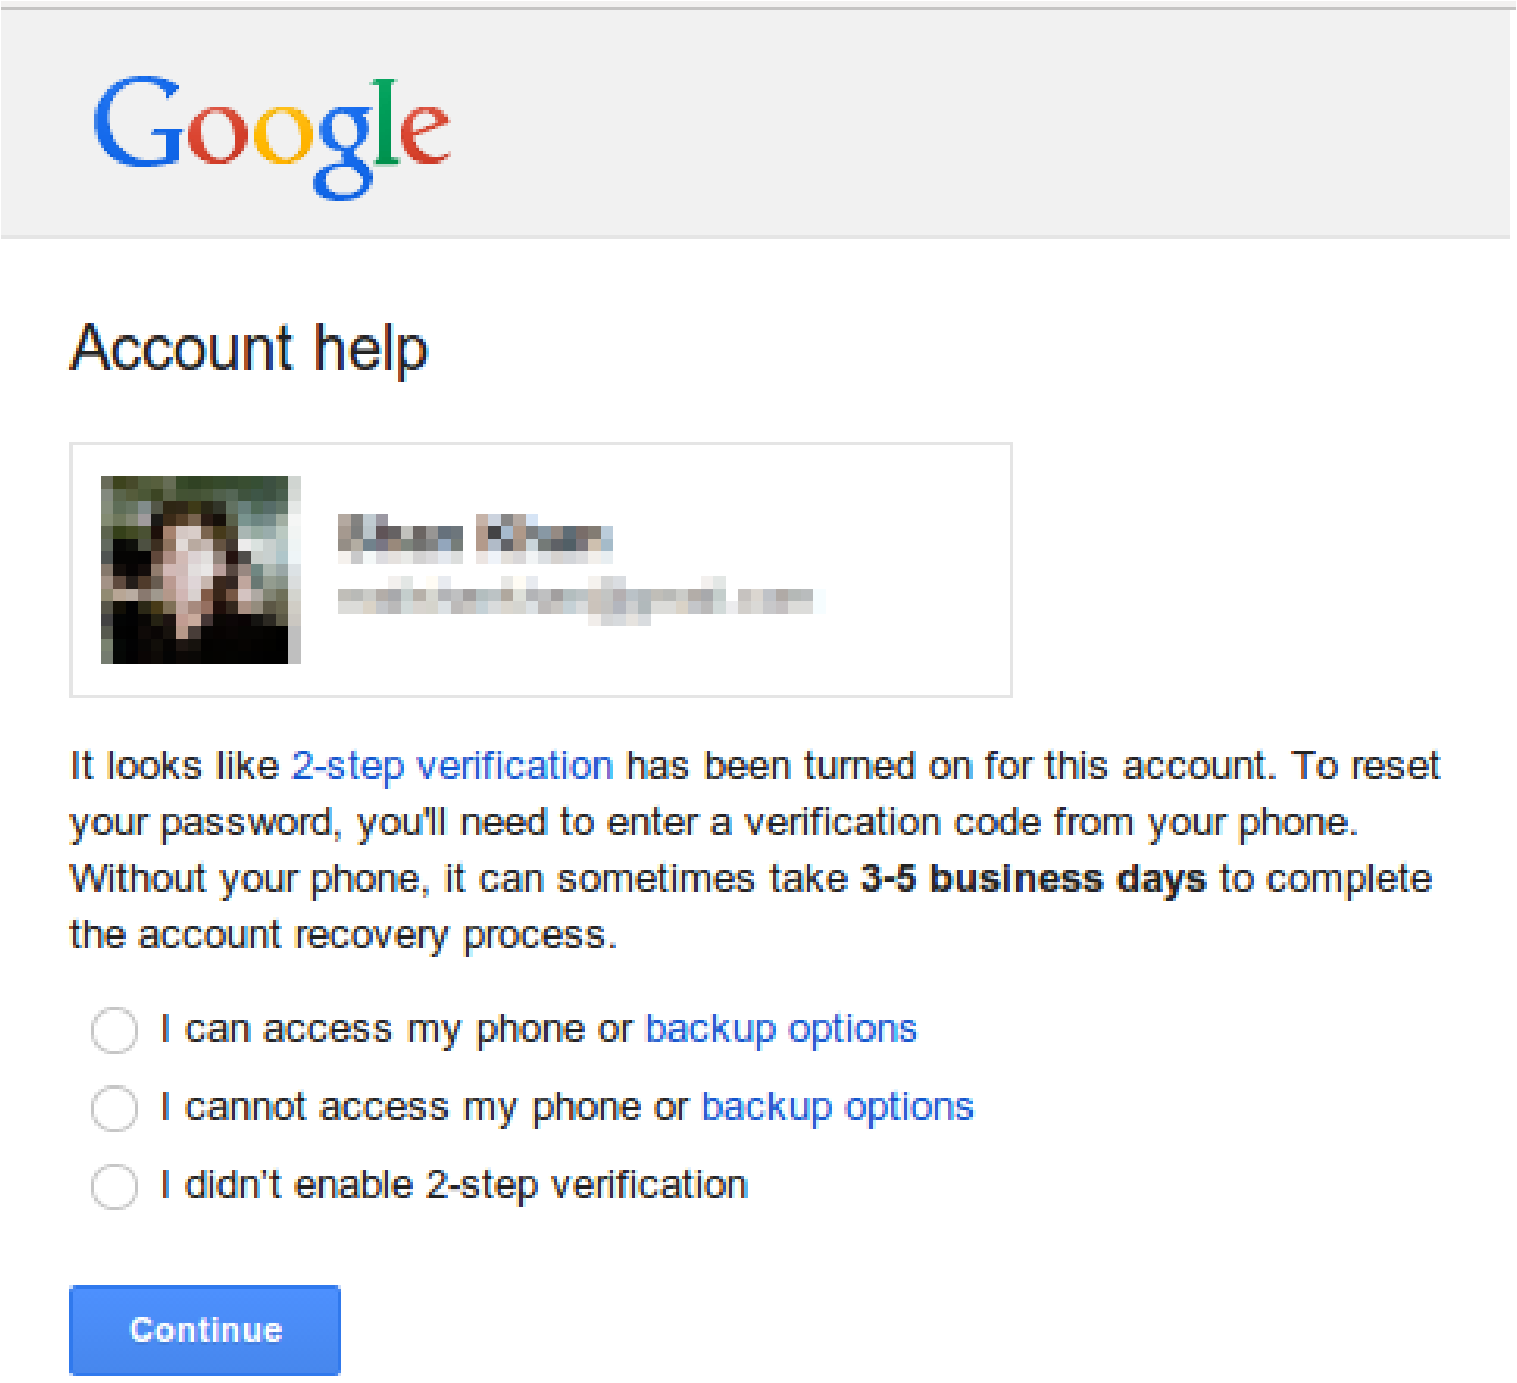 Google
Account help
It looks like 2-step verification has been turned on for this account. To reset
your password, you'll need to enter a verification code from your phone.
Without your phone, it can sometimes take 3-5 business days to complete
the account recovery process.
I can access my phone or backup options
I cannot access my phone or backup options
I didn't enable 2-step verification
Continue